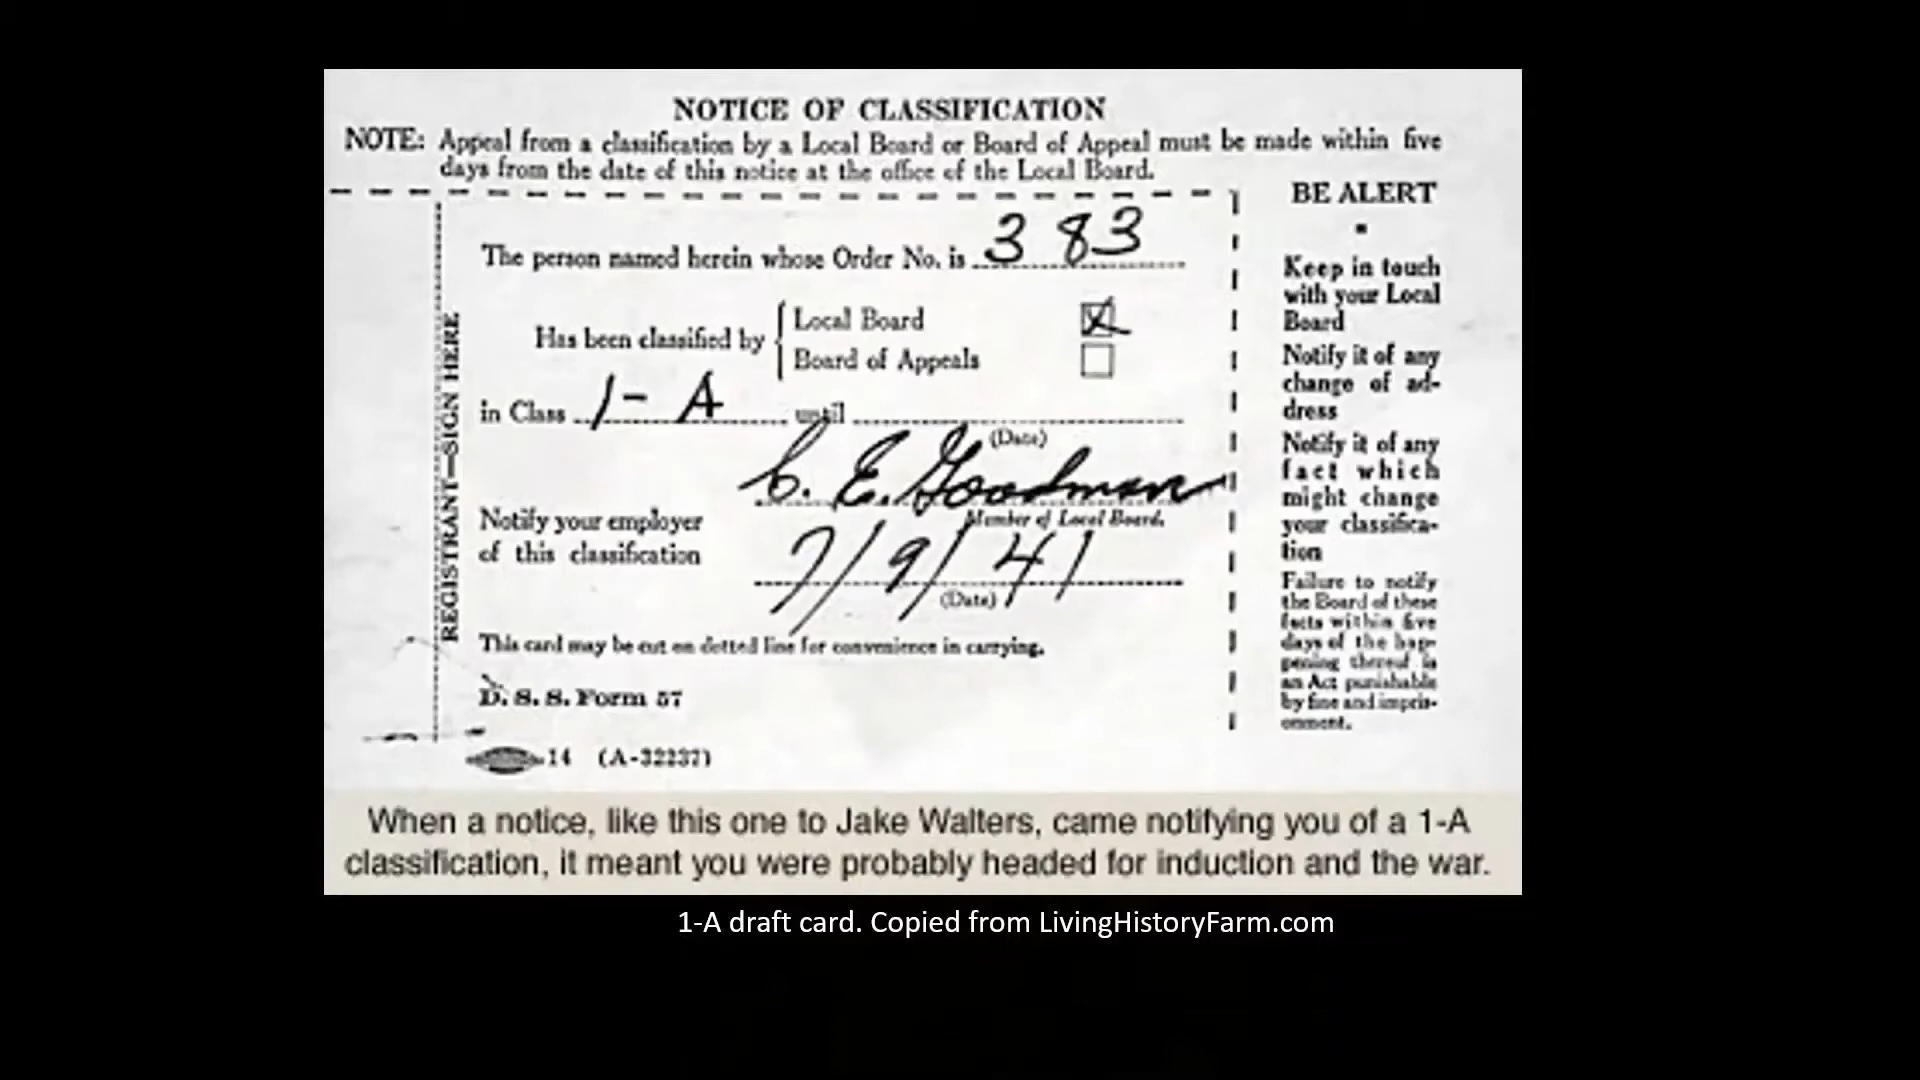 NOTICE OF CLASSIFICATION
NOTE: Appeal from a classification by a Local Board or Board of Appeal must be made within five
days from the date of this notice at the office of the Local Board.
REGISTRANT—SIGN HERE
The person named herein whose Order No. is 3 83
Has been classified by
Local Board
Board of Appeals
in Class 1-A until
(Date)
C. E. Goodman
Member of Local Board.
Notify your employer
of this classification
7/9/41
(Date)
This card may be cut on dotted line for convenience in carrying.
D. S. S. Form 57
14 (A-32237)
BE ALERT
Keep in touch
with your Local
Board
Notify it of any
change of ad-
dress
Notify it of any
fact which
might change
your classifica-
tion
Failure to notify
the Board of these
facts within five
days of the hap-
pening thereof is
an Act punishable
by fine and impris-
onment.
When a notice, like this one to Jake Walters, came notifying you of a 1-A
classification, it meant you were probably headed for induction and the war.
1-A draft card. Copied from LivingHistoryFarm.com